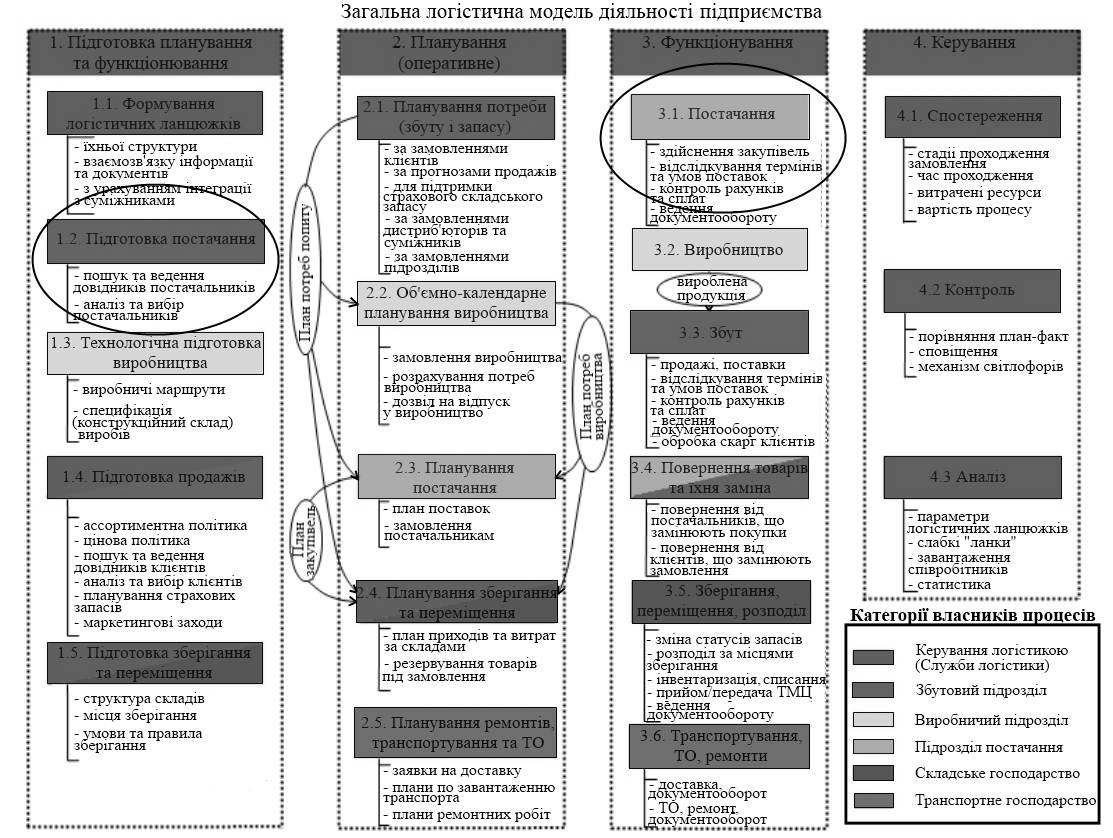 Загальна логістична модель діяльності підприємства
1. Підготовка планування
та функціонювання
1.1. Формування
логістичних ланцюжків
- їхньої структури
- взаємозв'язку інформації
та документів
- з урахуванням інтеграції
з суміжниками
1.2. Підготовка постачання
- пошук та ведення
довідників постачальників
- аналіз та вибір
постачальників
1.3. Технологічна підготовка
виробництва
- виробничі маршрути
- специфікація
(конструкційний склад)
виробів
1.4. Підготовка продажів
- ассортиментна політика
- цінова політика
- пошук та ведення
довідників клієнтів
- аналіз та вибір клієнтів
- планування страхових
запасів
- маркетингові заходи
1.5. Підготовка зберігання
та переміщення
- структура складів
- місця зберігання
- умови та правила
зберігання
План потреб попиту
План
закупівель
2. Планування
(оперативне)
2.1. Планування потреби
(збуту і запасу)
- за замовленнями
клієнтів
- за прогнозами продажів
- для підтримки
страхового складського
запасу
- за замовленнями
дистриб'юторів та
суміжників
- за замовленнями
підрозділів
2.2. Об'ємно-календарне
планування виробництва
- замовлення виробництва
- розрахування потреб
виробництва
- дозвіл на відпуск
у виробництво
2.3. Планування
постачання
- план поставок
- замовлення
постачальникам
2.4. Планування зберігання
та переміщення
- план приходів та витрат
за складами
- резервування товарів
під замовлення
2.5. Планування ремонтів,
транспортування та ТО
- заявки на доставку
- плани по завантаженню
транспорта
- плани ремонтних робіт
План потреб
виробництва
3. Функціонування
3.1. Постачання
- здійснення закупівель
- відслідкування термінів
та умов поставок
- контроль рахунків
та сплат
- ведення
документообороту
3.2. Виробництво
вироблена
продукція
3.3. Збут
- продажі, поставки
- відслідкування термінів
та умов поставок
- контроль рахунків
та сплат
- ведення
документообороту
- обробка скарг клієнтів
3.4. Повернення товарів
та їхня заміна
- повернення від
постачальників, що
замінюють покупки
- повернення від
клієнтів, що замінюють
замовлення
3.5. Зберігання,
переміщення, розподіл
- зміна статусів запасів
- розподіл за місцями
зберігання
- інвентаризація, списання
- прийом/передача ТМЦ
- ведення
документообороту
3.6. Транспортування,
ТО, ремонти
- доставка,
документооборот
- ТО, ремонт,
документооборот
4. Керування
4.1. Спостереження
- стадії проходження
замовлення
- час проходження
- витрачені ресурси
- вартість процесу
4.2 Контроль
- порівняння план-факт
- сповіщення
- механізм світлофорів
4.3 Аналіз
- параметри
логістичних ланцюжків
- слабкі "ланки"
- завантаження
співробітників
- статистика
Категорії власників процесів
Керування логістикою
(Служби логістики)
Збутовий підрозділ
Виробничий підрозділ
Підрозділ постачання
Складське господарство
Транспортне господарство